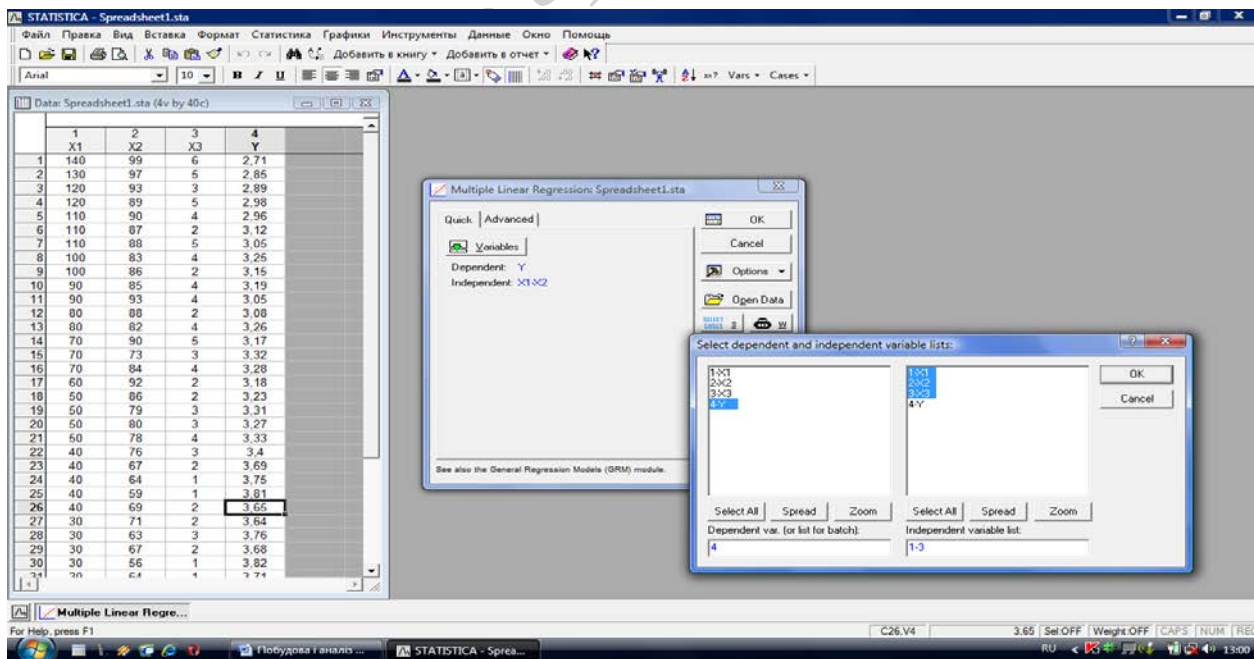 STATISTICA - Spreadsheet1.sta
Файл Правка Вид Вставка Формат Статистика Графики Инструменты Данные Окно Помощь
Добавить в книгу Добавить в отчет
Arial 10 B I U Vars Cases
Data: Spreadsheet1.sta (4v by 40c)
1 2 3 4
X1 X2 X3 Y
1 140 99 6 2,71
2 130 97 5 2,85
3 120 93 3 2,89
4 120 89 5 2,98
5 110 90 4 2,96
6 110 87 2 3,12
7 110 88 5 3,05
8 100 83 4 3,25
9 100 86 2 3,15
10 90 85 4 3,19
11 90 93 4 3,05
12 80 88 2 3,08
13 80 82 4 3,26
14 70 90 5 3,17
15 70 73 3 3,32
16 70 84 4 3,28
17 60 92 2 3,18
18 50 86 2 3,23
19 50 79 3 3,31
20 50 80 3 3,27
21 50 78 4 3,33
22 40 76 3 3,4
23 40 67 2 3,69
24 40 64 1 3,75
25 40 59 1 3,81
26 40 69 2 3,65
27 30 71 2 3,64
28 30 63 3 3,76
29 30 67 2 3,68
30 30 56 1 3,82
31 30 64 1 3,71
Multiple Linear Regression: Spreadsheet1.sta
Quick Advanced
OK
Variables
Cancel
Dependent: Y
Independent: X1-X2
Options
Open Data
See also the General Regression Models (GRM) module.
Select dependent and independent variable lists:
1-X1 1-X1
2-X2 2-X2
3-X3 3-X3
4-Y 4-Y
OK
Cancel
Select All Spread Zoom Select All Spread Zoom
Dependent var. (or list for batch): Independent variable list:
4 1-3
Multiple Linear Regre...
For Help, press F1 C26,V4 3,65 Sel:OFF Weight:OFF CAPS NUM REC
Побудова і аналіз ... STATISTICA - Sprea... RU 13:00